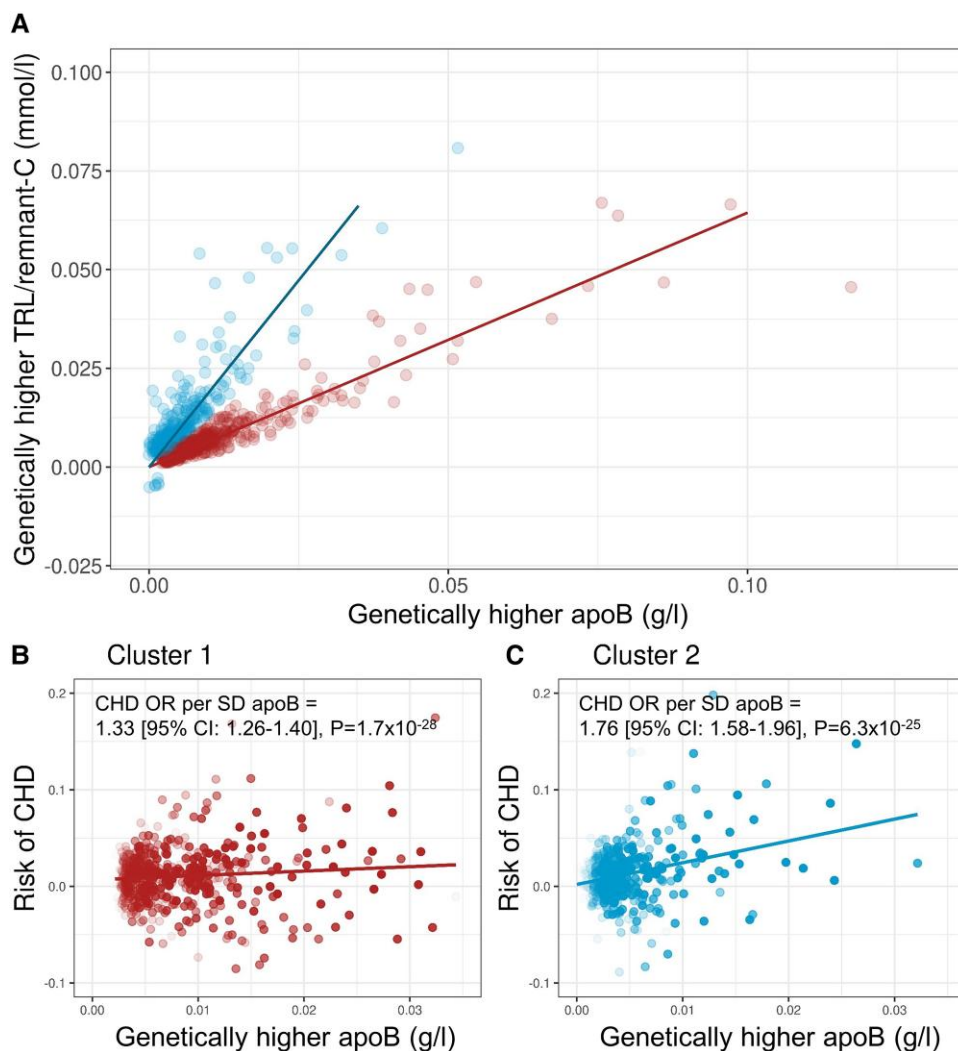 A
Genetically higher TRL/remnant-C (mmol/l)
0.100
0.075
0.050
0.025
0.000
-0.025
0.00
0.05
0.10
Genetically higher apoB (g/l)
B
Cluster 1
CHD OR per SD apoB =
1.33 [95% CI: 1.26-1.40], P=1.7x10⁻²⁸
Risk of CHD
0.2
0.1
0.0
-0.1
0.00
0.01
0.02
0.03
Genetically higher apoB (g/l)
C
Cluster 2
CHD OR per SD apoB =
1.76 [95% CI: 1.58-1.96], P=6.3x10⁻²⁵
Risk of CHD
0.2
0.1
0.0
-0.1
0.00
0.01
0.02
0.03
Genetically higher apoB (g/l)